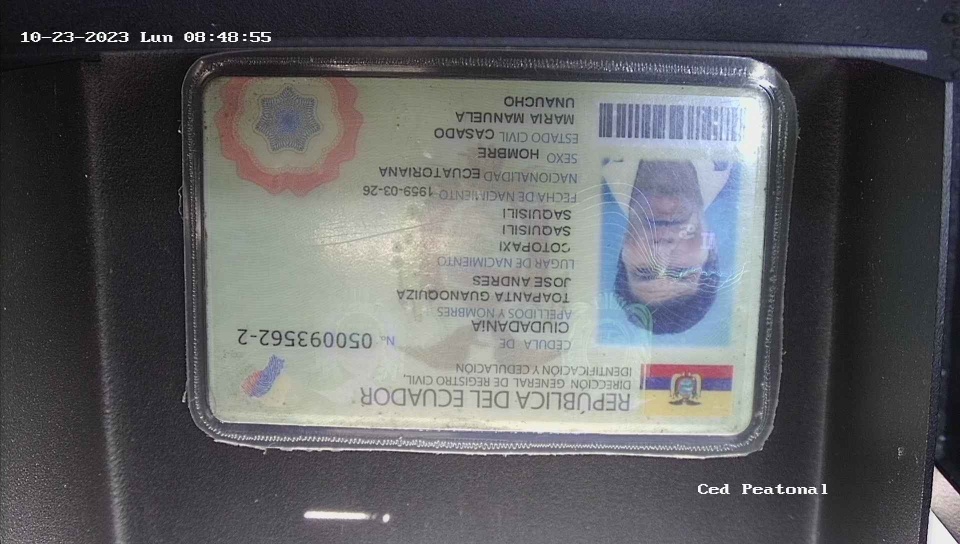 10-23-2023 Lun 08:48:55
REPÚBLICA DEL ECUADOR
DIRECCIÓN GENERAL DE REGISTRO CIVIL,
IDENTIFICACIÓN Y CEDULACIÓN
CÉDULA DE
CIUDADANÍA
No. 050093562-2
APELLIDOS Y NOMBRES
TOAPANTA GUANOQUIZA
JOSE ANDRES
LUGAR DE NACIMIENTO
COTOPAXI
SAQUISILI
SAQUISILI
FECHA DE NACIMIENTO 1959-03-26
NACIONALIDAD ECUATORIANA
SEXO HOMBRE
ESTADO CIVIL CASADO
MARIA MANUELA
UNAUCHO
Ced Peatonal